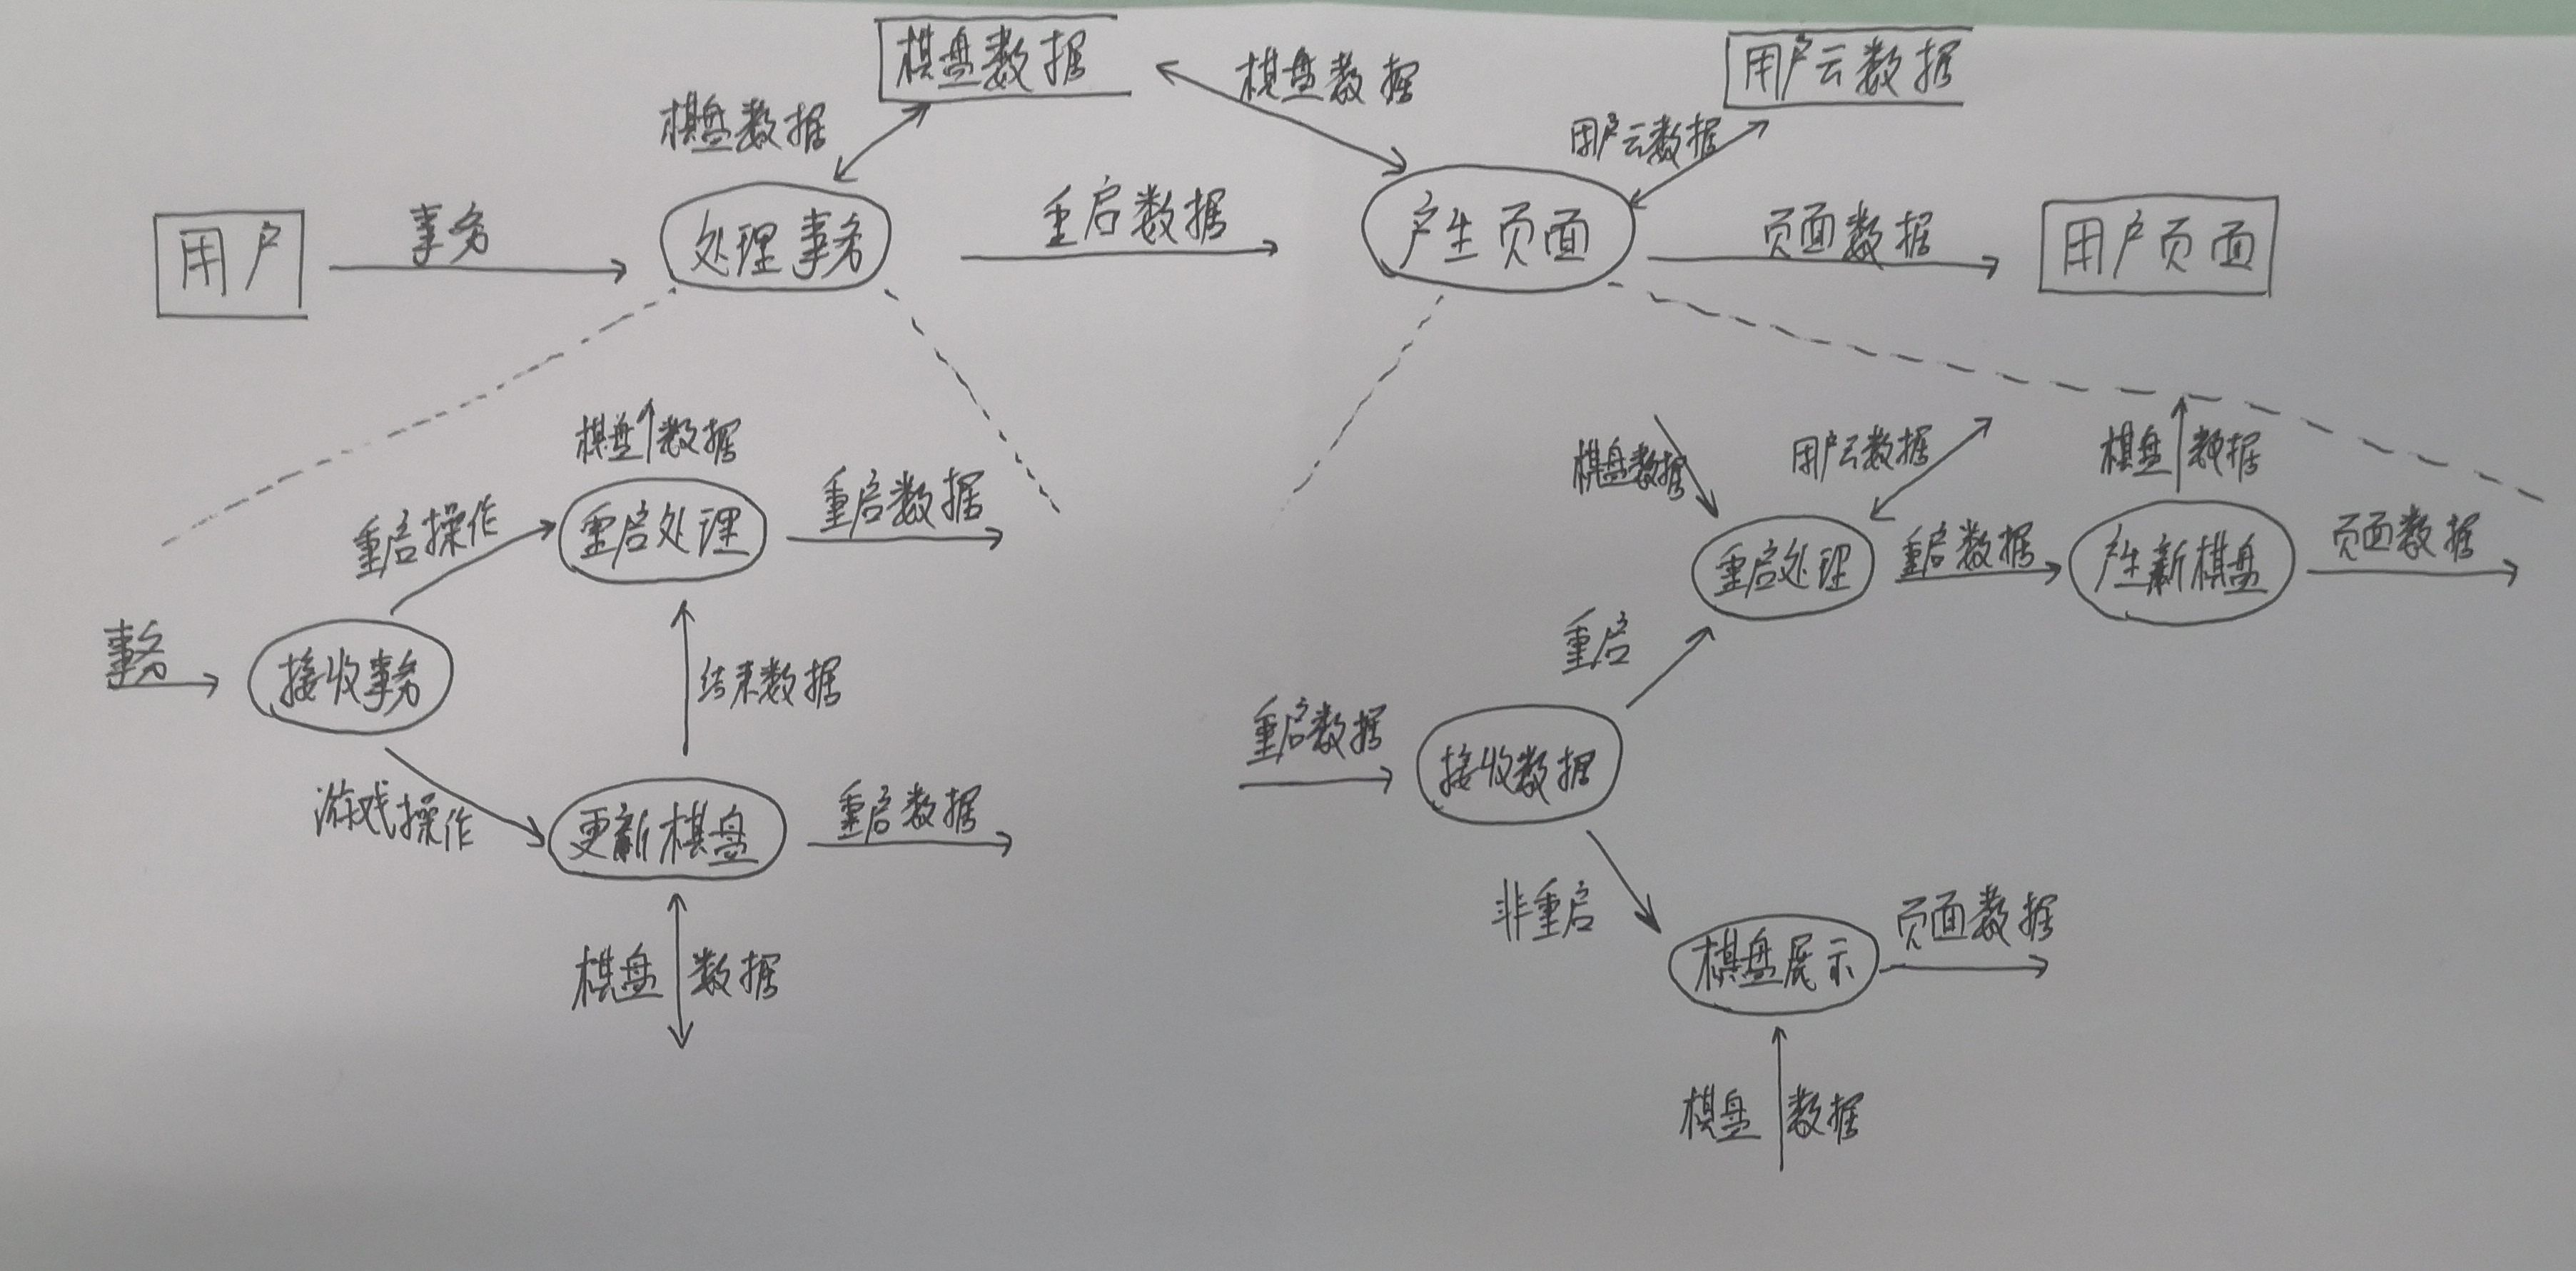 棋盘数据
用户云数据
棋盘数据
棋盘数据
用户云数据
用户
事务
处理事务
重启数据
产生页面
页面数据
用户页面
棋盘数据
重启操作
重启处理
重启数据
事务
接收事务
结束数据
游戏操作
更新棋盘
重启数据
棋盘数据
棋盘数据
用户云数据
棋盘数据
重启处理
重启数据
产生新棋盘
页面数据
重启
重启数据
接收数据
非重启
棋盘展示
页面数据
棋盘数据